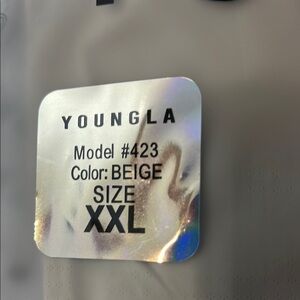 YOUNGLA
Model #423
Color: BEIGE
SIZE
XXL